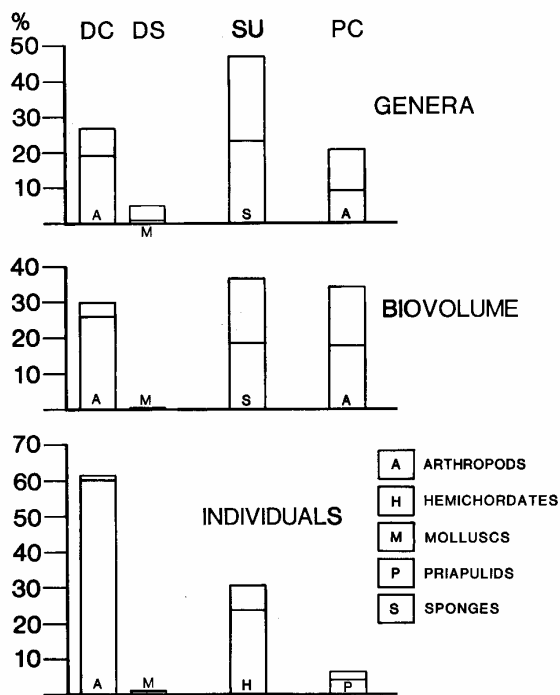 % DC DS SU PC
50
40
30
20
10
GENERA
A M S A
40
30
20
10
BIOVOLUME
A M S A
70
60
50
40
30
20
10
INDIVIDUALS
A M H P
A ARTHROPODS
H HEMICHORDATES
M MOLLUSCS
P PRIAPULIDS
S SPONGES